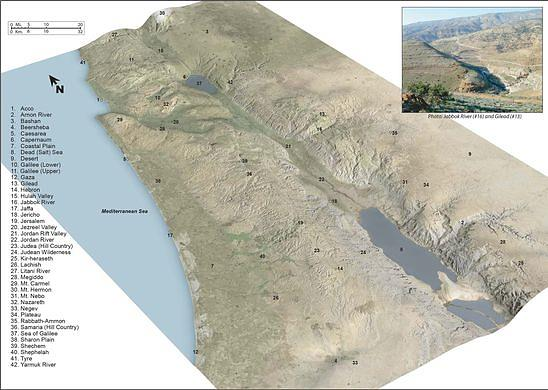 0 Mi. 5 10 20
0 Km. 8 16 32
N
1. Acco
2. Arnon River
3. Bashan
4. Beersheba
5. Caesarea
6. Capernaum
7. Coastal Plain
8. Dead (Salt) Sea
9. Desert
10. Galilee (Lower)
11. Galilee (Upper)
12. Gaza
13. Gilead
14. Hebron
15. Hulah Valley
16. Jabbok River
17. Jaffa
18. Jericho
19. Jerusalem
20. Jezreel Valley
21. Jordan Rift Valley
22. Jordan River
23. Judea (Hill Country)
24. Judean Wilderness
25. Kir-heraseth
26. Lachish
27. Litani River
28. Megiddo
29. Mt. Carmel
30. Mt. Hermon
31. Mt. Nebo
32. Nazareth
33. Negev
34. Plateau
35. Rabbath-Ammon
36. Samaria (Hill Country)
37. Sea of Galilee
38. Sharon Plain
39. Shechem
40. Shephelah
41. Tyre
42. Yarmuk River
Mediterranean Sea
Photo: Jabbok River (#16) and Gilead (#13)